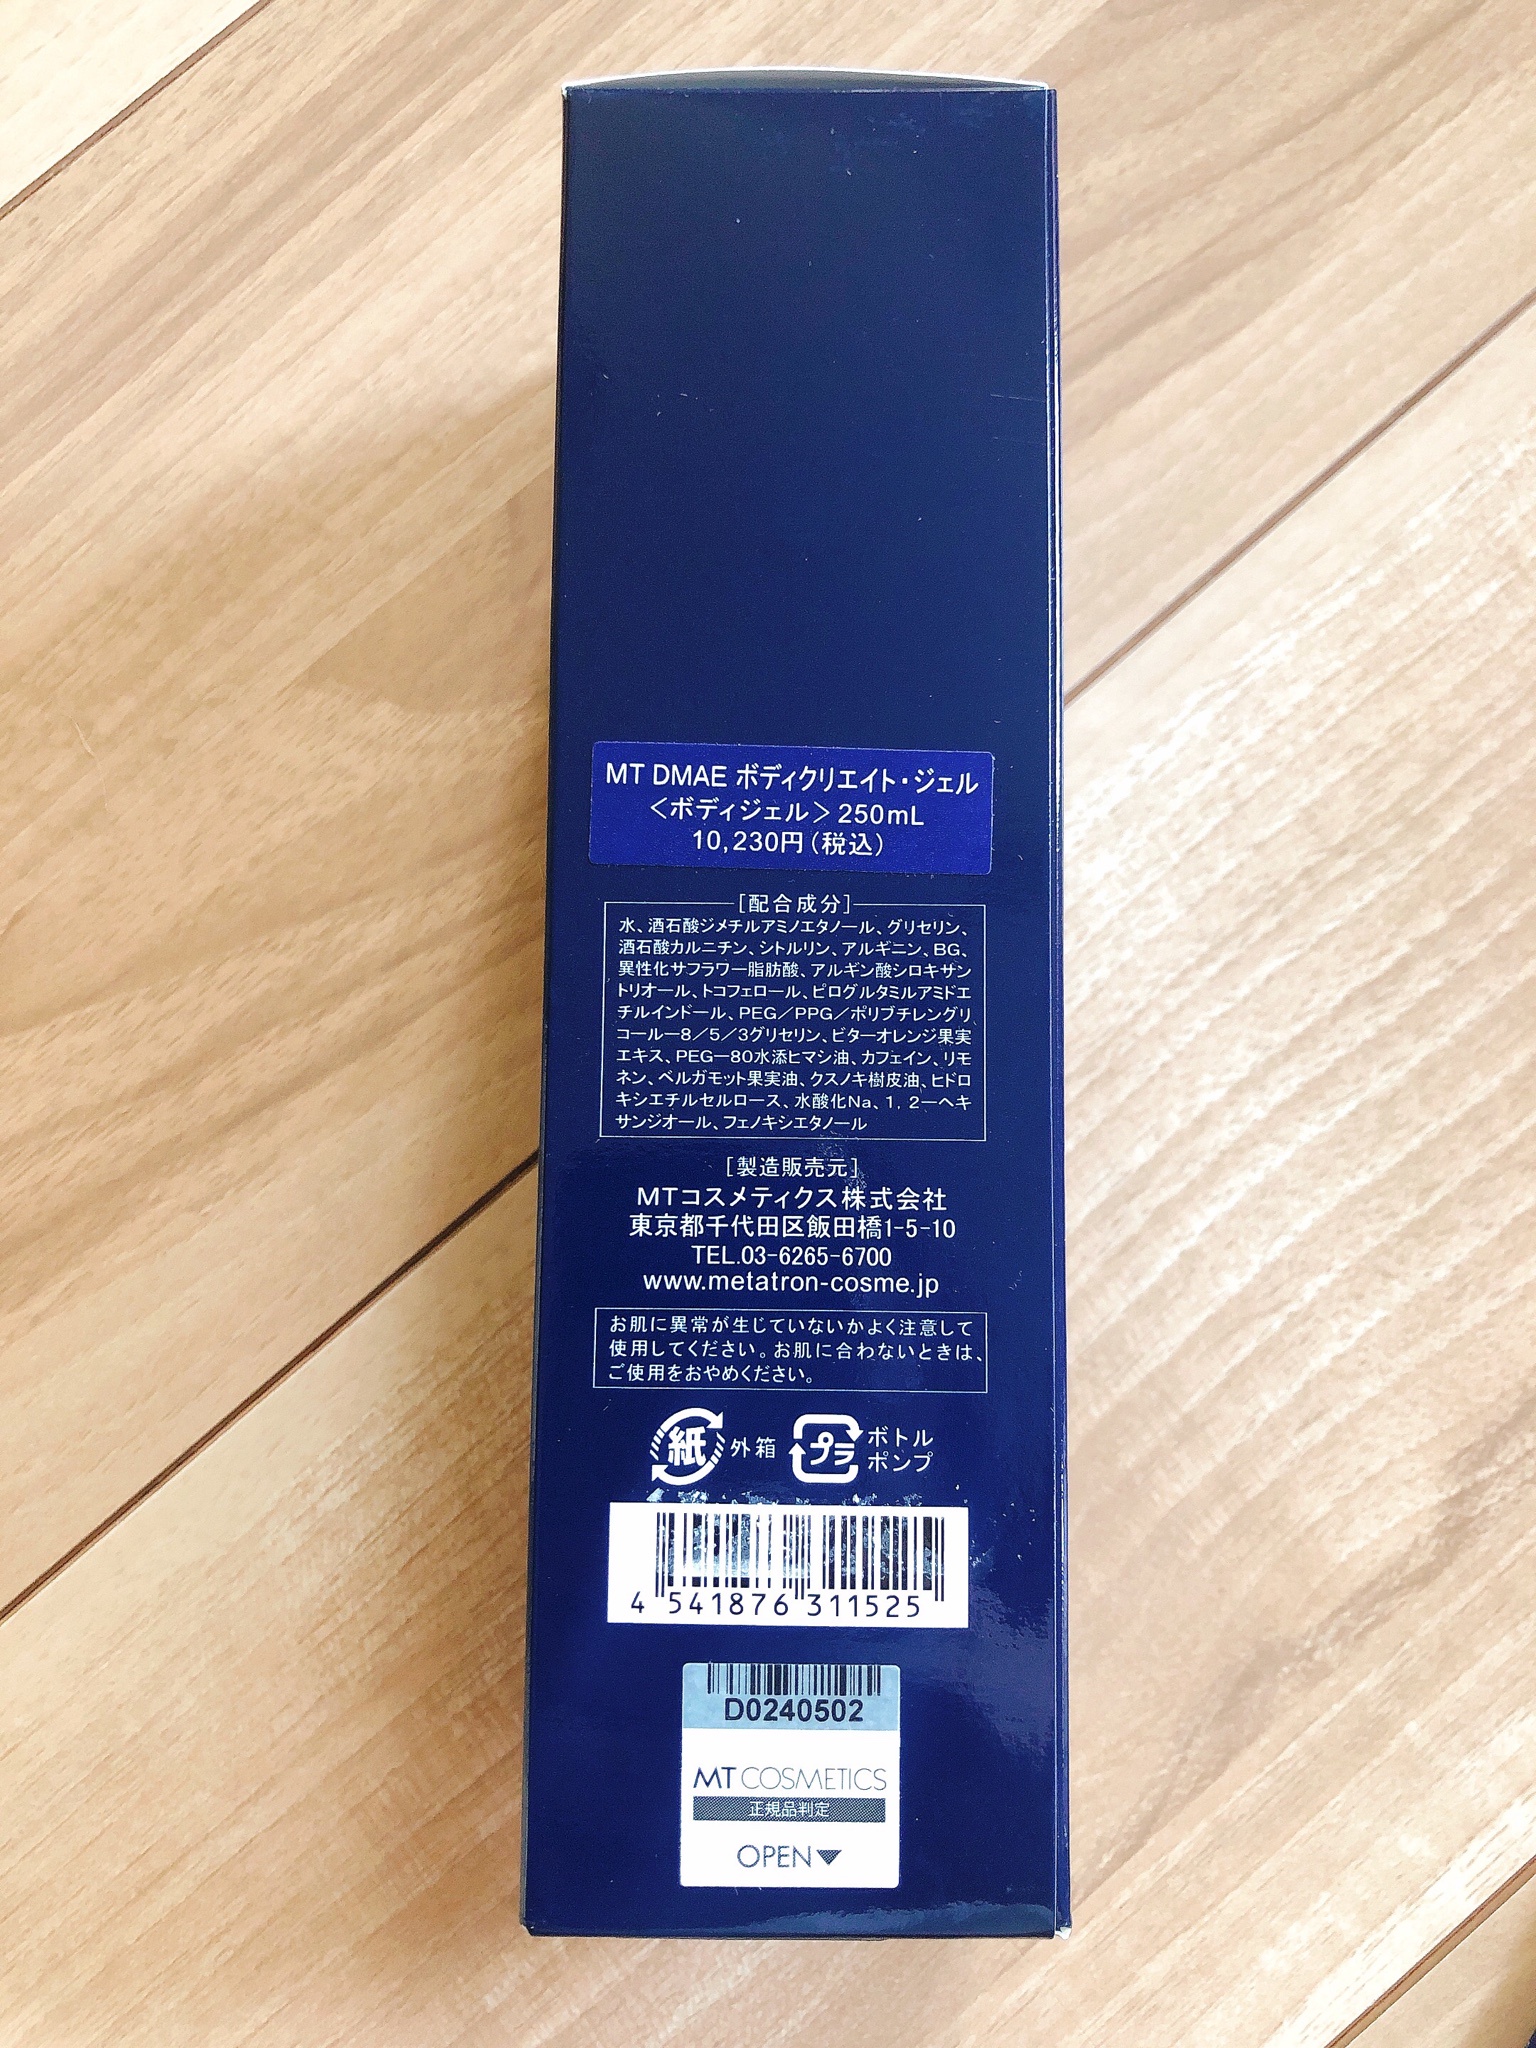 MT DMAE ボディクリエイト・ジェル
＜ボディジェル＞250mL
10,230円（税込）
［配合成分］
水、酒石酸ジメチルアミノエタノール、グリセリン、
酒石酸カルニチン、シトルリン、アルギニン、BG、
異性化サフラワー脂肪酸、アルギン酸シロキサン
トリオール、トコフェロール、ピログルタミルアミドエ
チルインドール、PEG／PPG／ポリブチレングリ
コールー8／5／3グリセリン、ビターオレンジ果実
エキス、PEGー80水添ヒマシ油、カフェイン、リモ
ネン、ベルガモット果実油、クスノキ樹皮油、ヒドロ
キシエチルセルロース、水酸化Na、1，2ーヘキ
サンジオール、フェノキシエタノール
［製造販売元］
MTコスメティクス株式会社
東京都千代田区飯田橋1-5-10
TEL.03-6265-6700
www.metatron-cosme.jp
お肌に異常が生じていないかよく注意して
使用してください。お肌に合わないときは、
ご使用をおやめください。
紙 外箱 プラ ボトル
ポンプ
4 541876 311525
D0240502
MT COSMETICS
正規品判定
OPEN▼